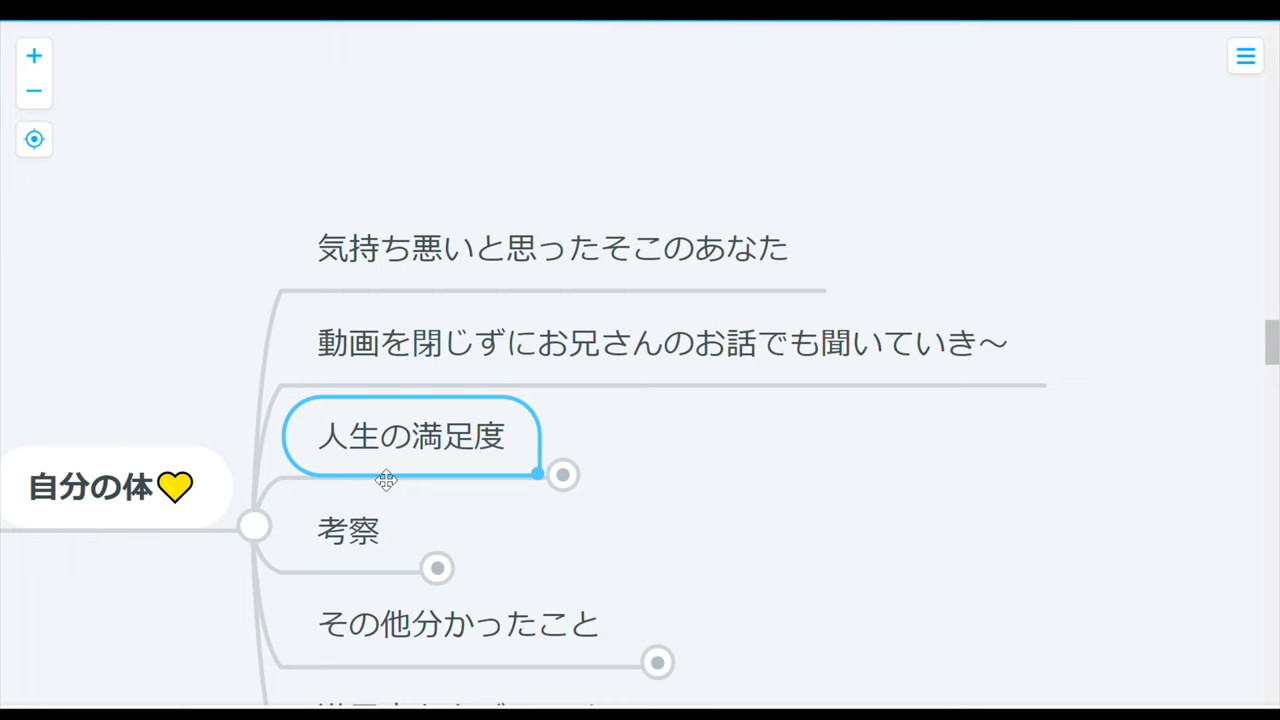 気持ち悪いと思ったそこのあなた
動画を閉じずにお兄さんのお話でも聞いていき〜
人生の満足度
自分の体💛
考察
その他分かったこと